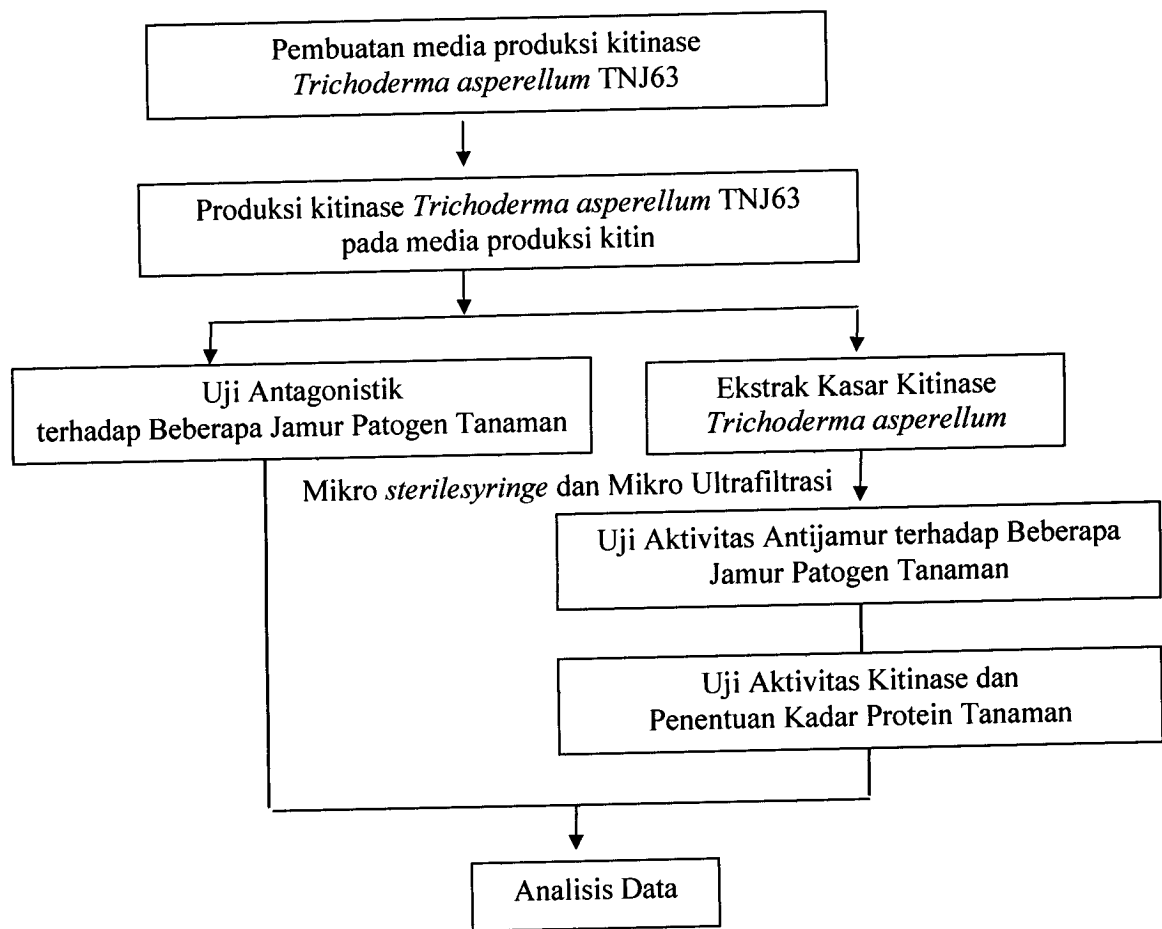 Pembuatan media produksi kitinase
Trichoderma asperellum TNJ63
Produksi kitinase Trichoderma asperellum TNJ63
pada media produksi kitin
Uji Antagonistik
terhadap Beberapa Jamur Patogen Tanaman
Ekstrak Kasar Kitinase
Trichoderma asperellum
Mikro sterilesyringe dan Mikro Ultrafiltrasi
Uji Aktivitas Antijamur terhadap Beberapa
Jamur Patogen Tanaman
Uji Aktivitas Kitinase dan
Penentuan Kadar Protein Tanaman
Analisis Data